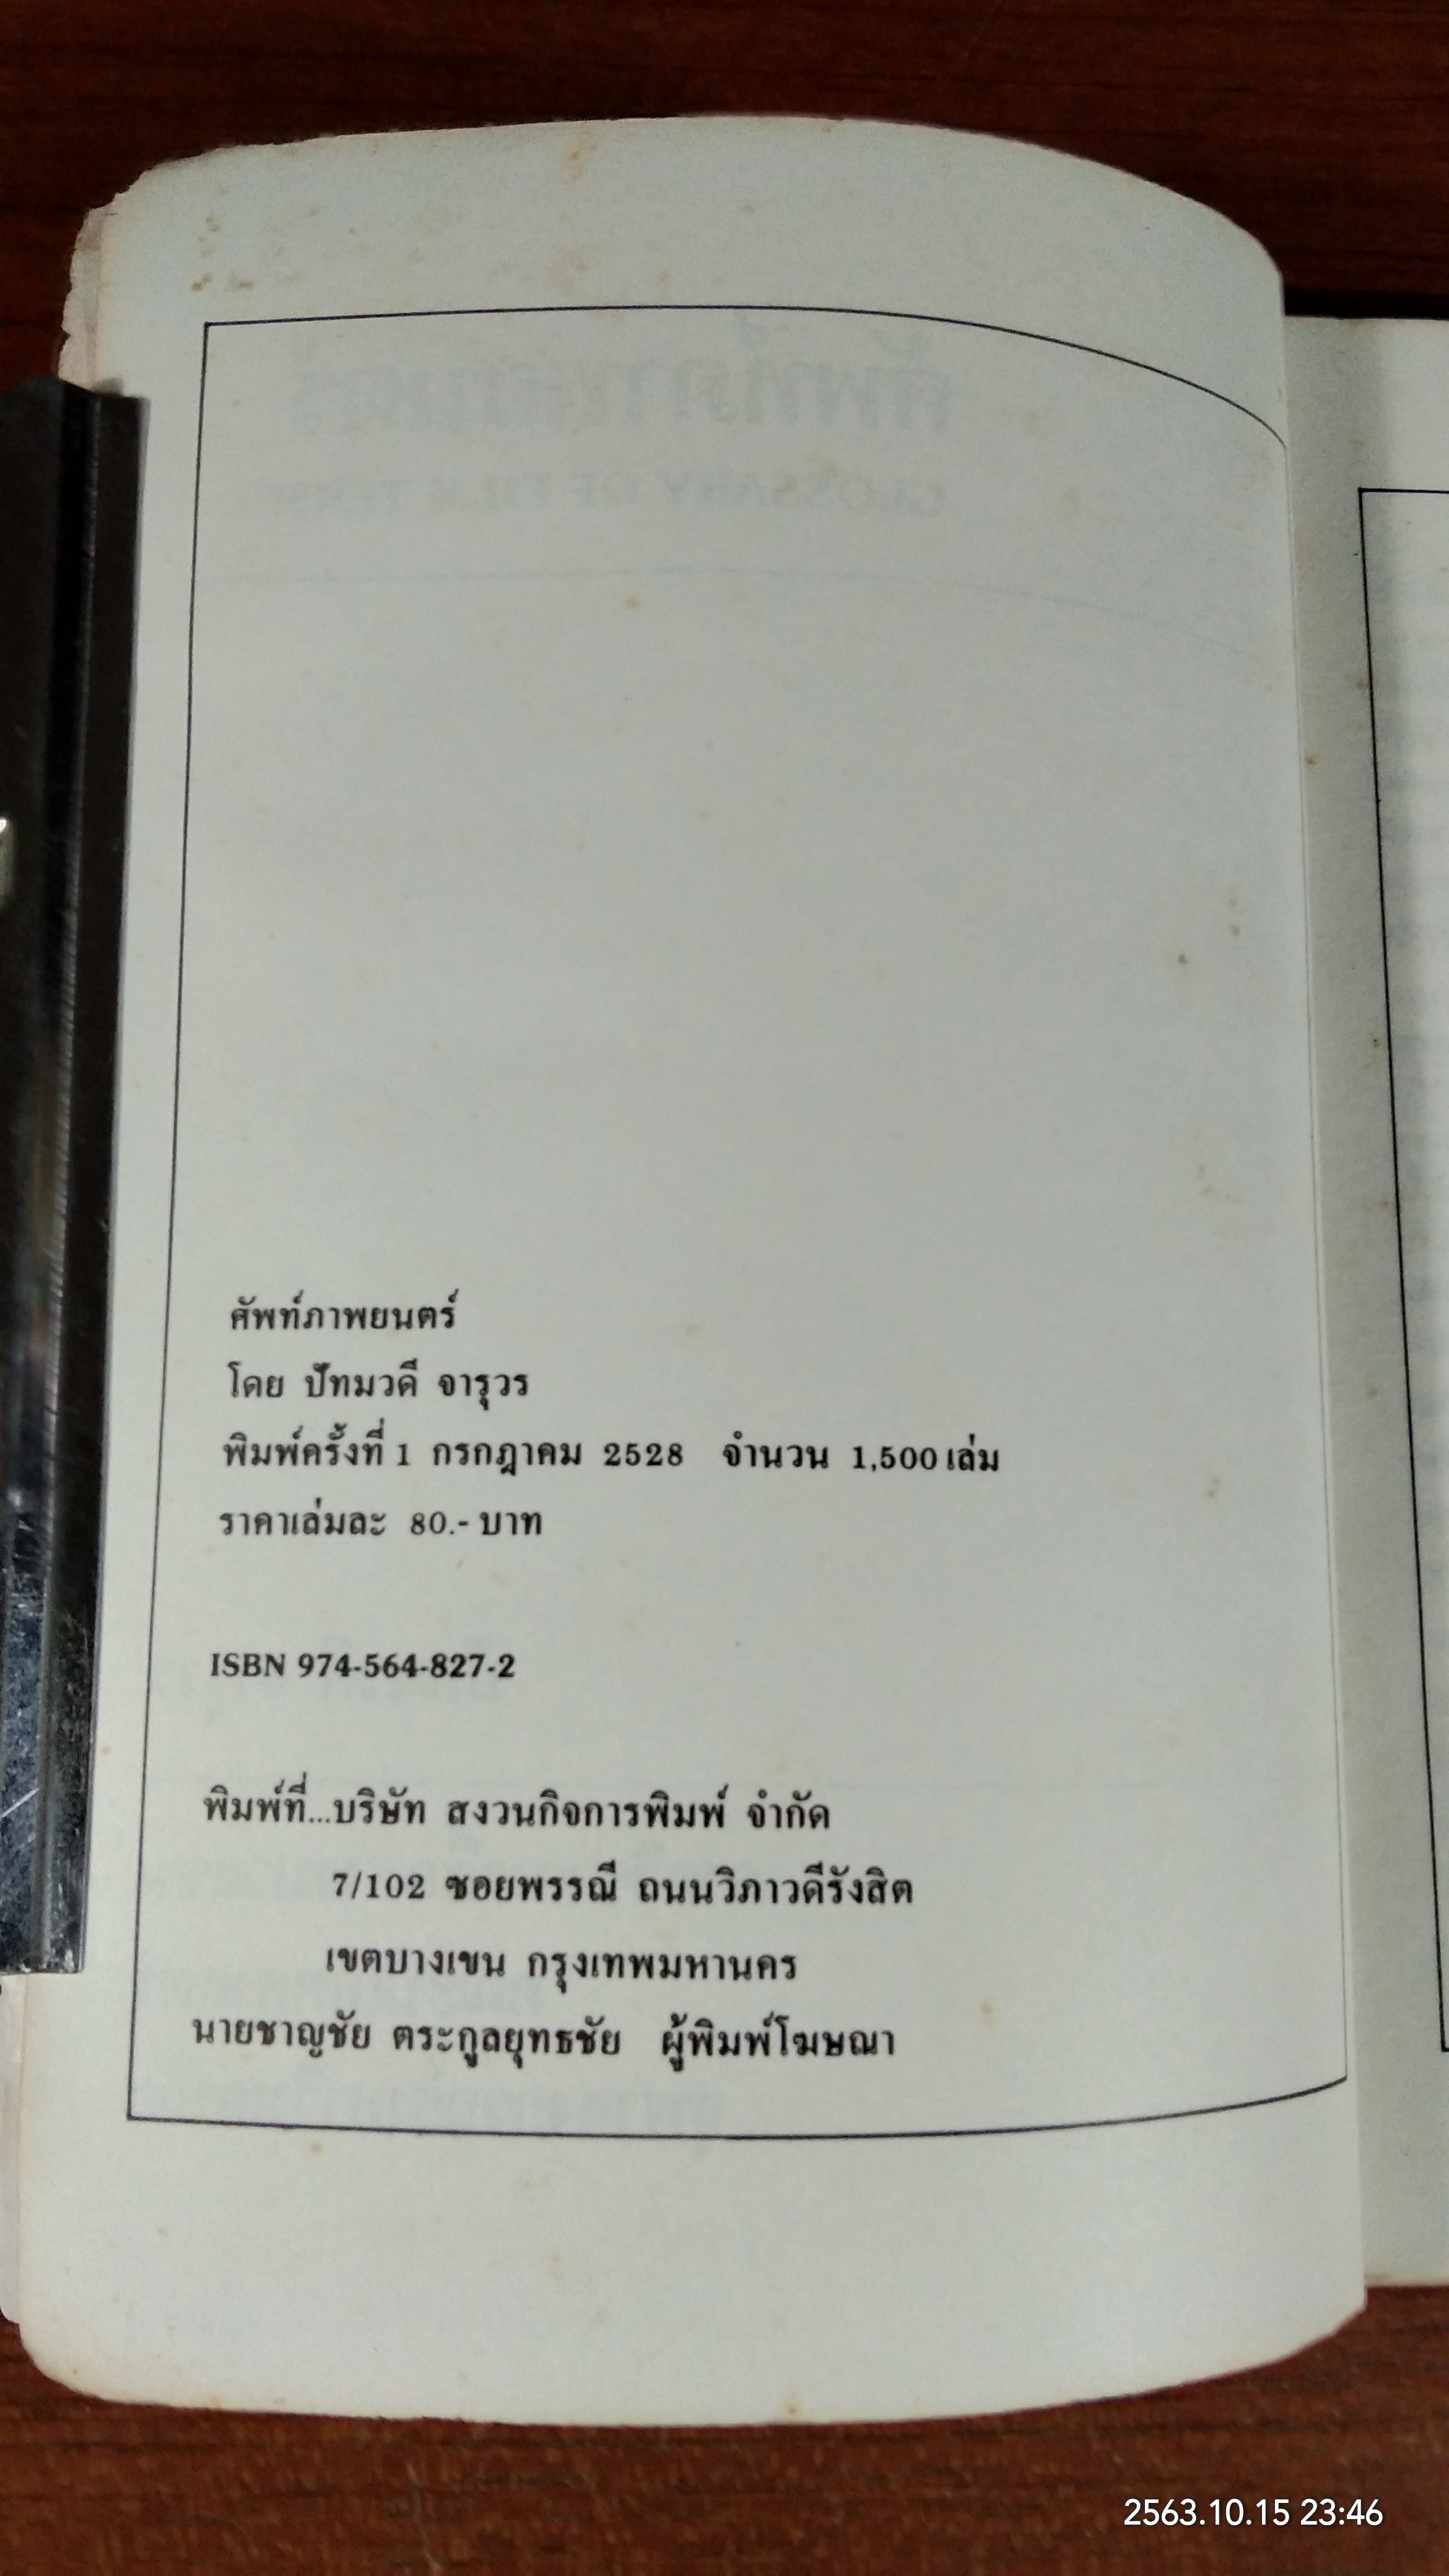 ศัพท์ภาพยนตร์
โดย ปัทมวดี จารุวร
พิมพ์ครั้งที่ 1 กรกฎาคม 2528 จำนวน 1,500 เล่ม
ราคาเล่มละ 80.- บาท
ISBN 974-564-827-2
พิมพ์ที่...บริษัท สงวนกิจการพิมพ์ จำกัด
7/102 ซอยพรรณี ถนนวิภาวดีรังสิต
เขตบางเขน กรุงเทพมหานคร
นายชาญชัย ตระกูลยุทธชัย ผู้พิมพ์โฆษณา
2563.10.15 23:46